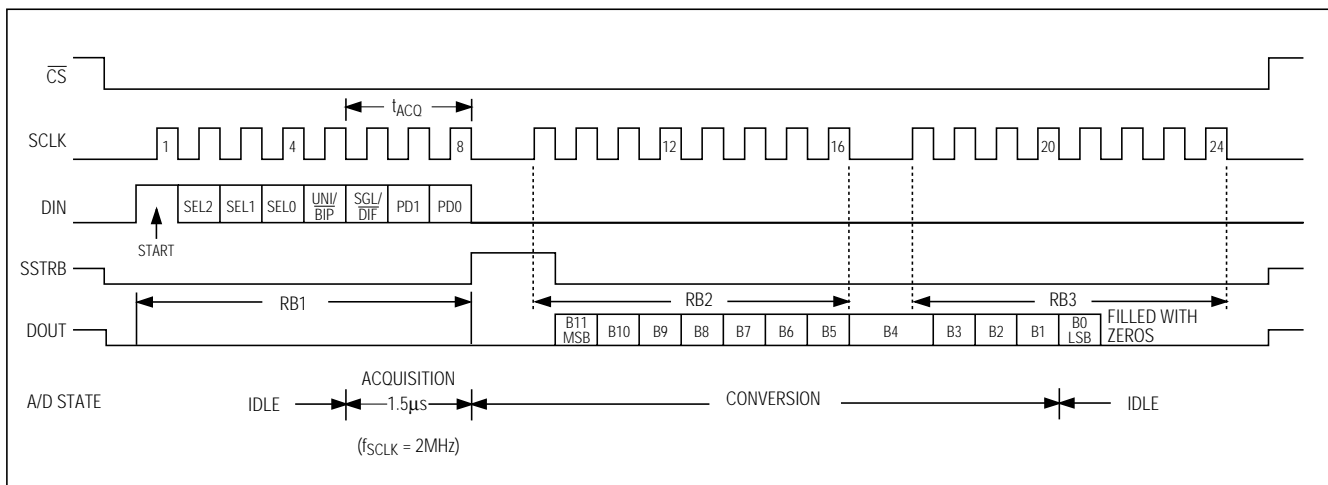 CS
tACQ
SCLK 1 4 8 12 16 20 24
DIN SEL2 SEL1 SEL0 UNI/BIP SGL/DIF PD1 PD0
START
SSTRB
RB1 RB2 RB3
DOUT B11 MSB B10 B9 B8 B7 B6 B5 B4 B3 B2 B1 B0 LSB FILLED WITH ZEROS
A/D STATE IDLE ACQUISITION 1.5µs CONVERSION IDLE
(fSCLK = 2MHz)